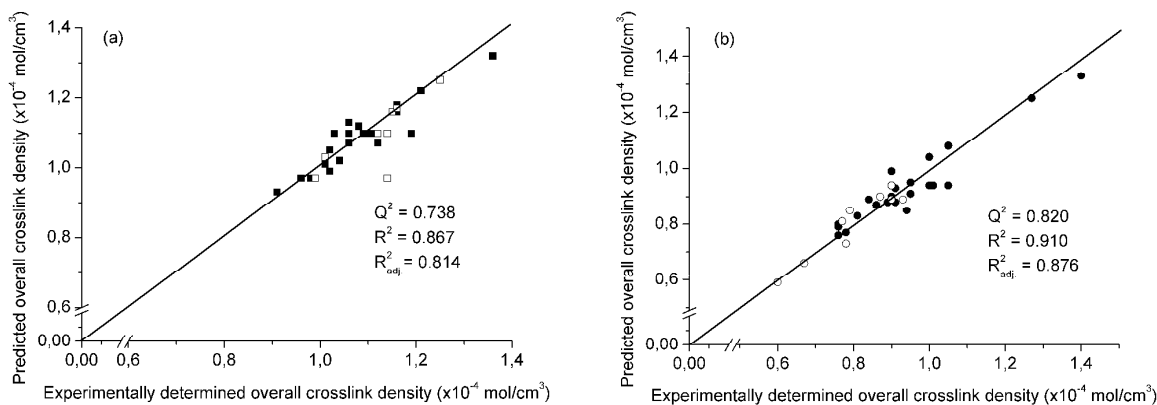 (a)
Predicted overall crosslink density (x10⁻⁴ mol/cm³)
1,4
1,2
1,0
0,8
0,6
0,00
0,00 0,6 0,8 1,0 1,2 1,4
Q² = 0.738
R² = 0.867
R²adj. = 0.814
Experimentally determined overall crosslink density (x10⁻⁴ mol/cm³)
(b)
Predicted overall crosslink density (x10⁻⁴ mol/cm³)
1,4
1,2
1,0
0,8
0,6
0,00
0,00 0,6 0,8 1,0 1,2 1,4
Q² = 0.820
R² = 0.910
R²adj. = 0.876
Experimentally determined overall crosslink density (x10⁻⁴ mol/cm³)